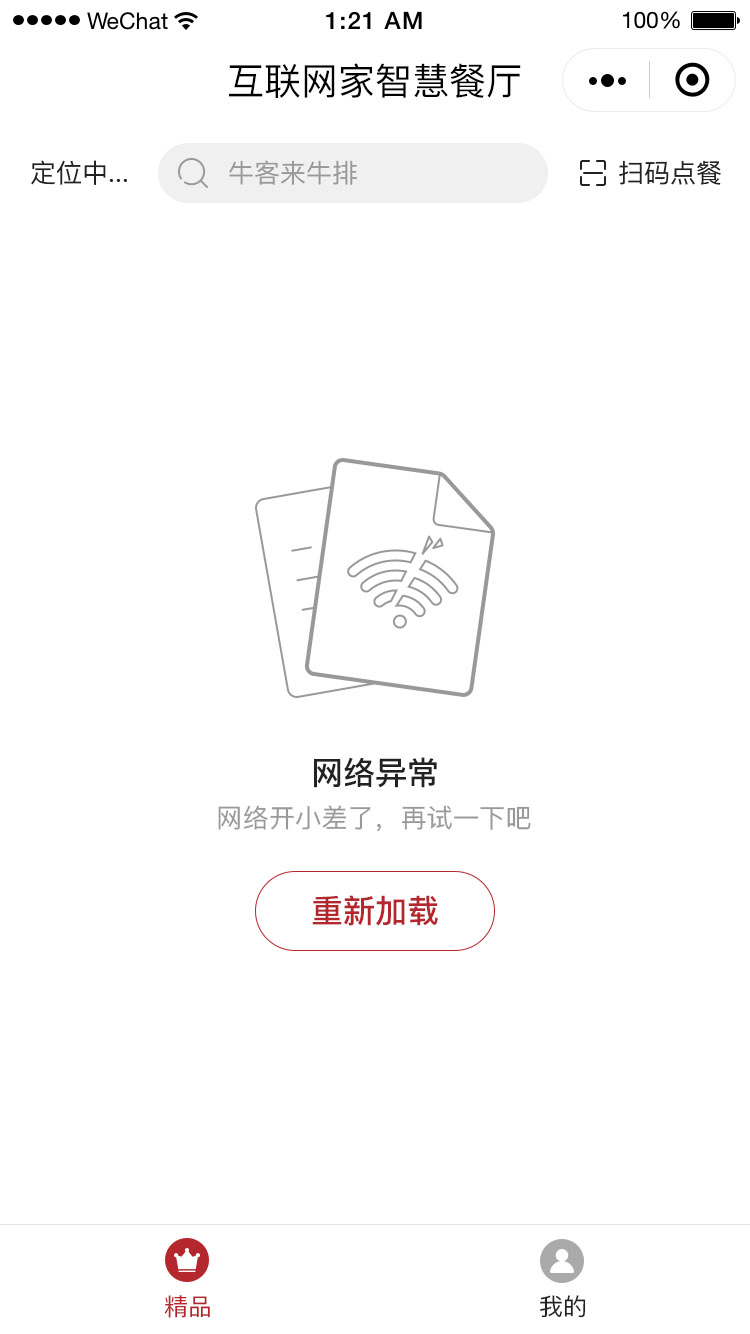 WeChat 1:21 AM 100%
互联网家智慧餐厅
定位中... 牛客来牛排 扫码点餐
网络异常
网络开小差了，再试一下吧
重新加载
精品 我的